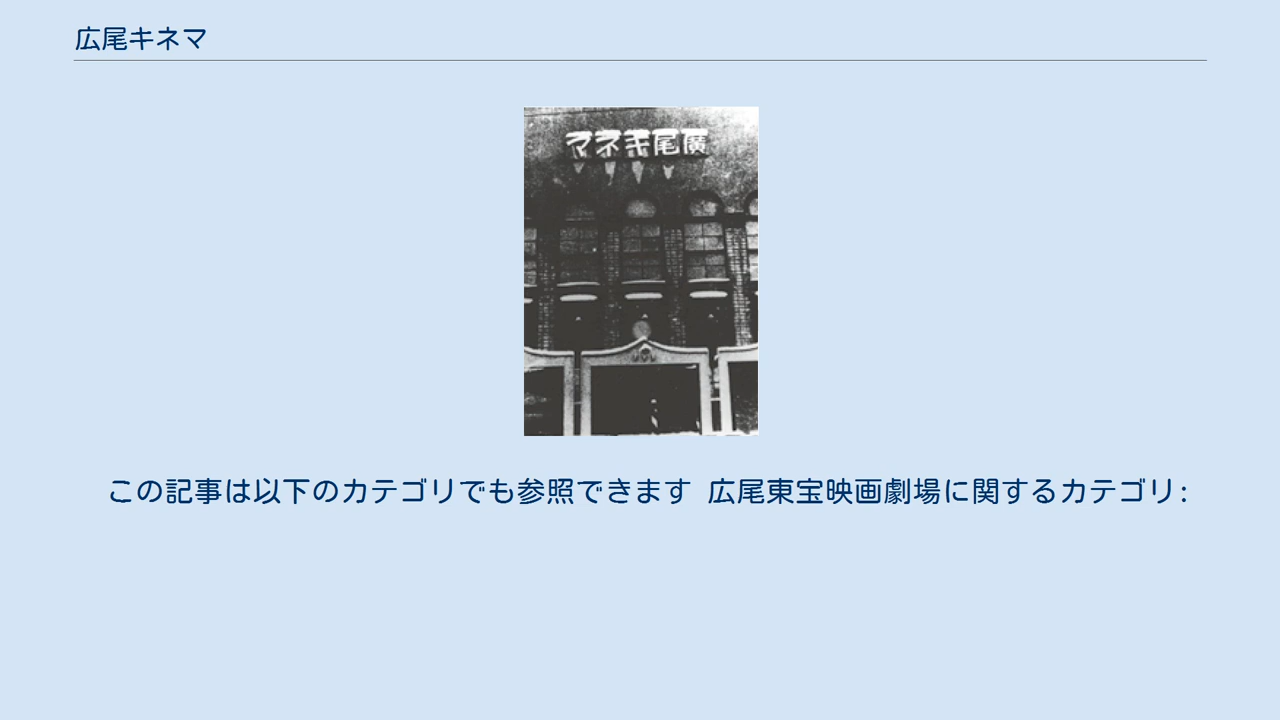 広尾キネマ
マネキ尾廣
この記事は以下のカテゴリでも参照できます 広尾東宝映画劇場に関するカテゴリ: